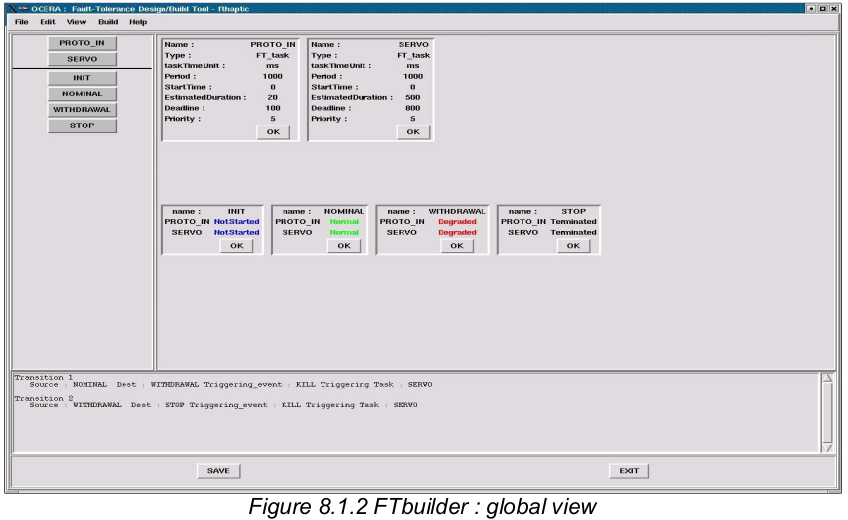 OCERA : Fault-Tolerance Design/Build Tool - fthaptic
File Edit View Build Help
PROTO_IN
SERVO
INIT
NOMINAL
WITHDRAWAL
STOP
Name : PROTO_IN
Type : FT_task
taskTimeUnit : ms
Period : 1000
StartTime : 0
EstimatedDuration : 20
Deadline : 100
Priority : 5
OK
Name : SERVO
Type : FT_task
taskTimeUnit : ms
Period : 1000
StartTime : 0
EstimatedDuration : 500
Deadline : 800
Priority : 5
OK
name : INIT
PROTO_IN NotStarted
SERVO NotStarted
OK
name : NOMINAL
PROTO_IN Normal
SERVO Normal
OK
name : WITHDRAWAL
PROTO_IN Degraded
SERVO Degraded
OK
name : STOP
PROTO_IN Terminated
SERVO Terminated
OK
Transition 1
Source : NOMINAL Dest : WITHDRAWAL Triggering_event : KILL Triggering Task : SERVO
Transition 2
Source : WITHDRAWAL Dest : STOP Triggering_event : KILL Triggering Task : SERVO
SAVE
EXIT
Figure 8.1.2 FTbuilder : global view